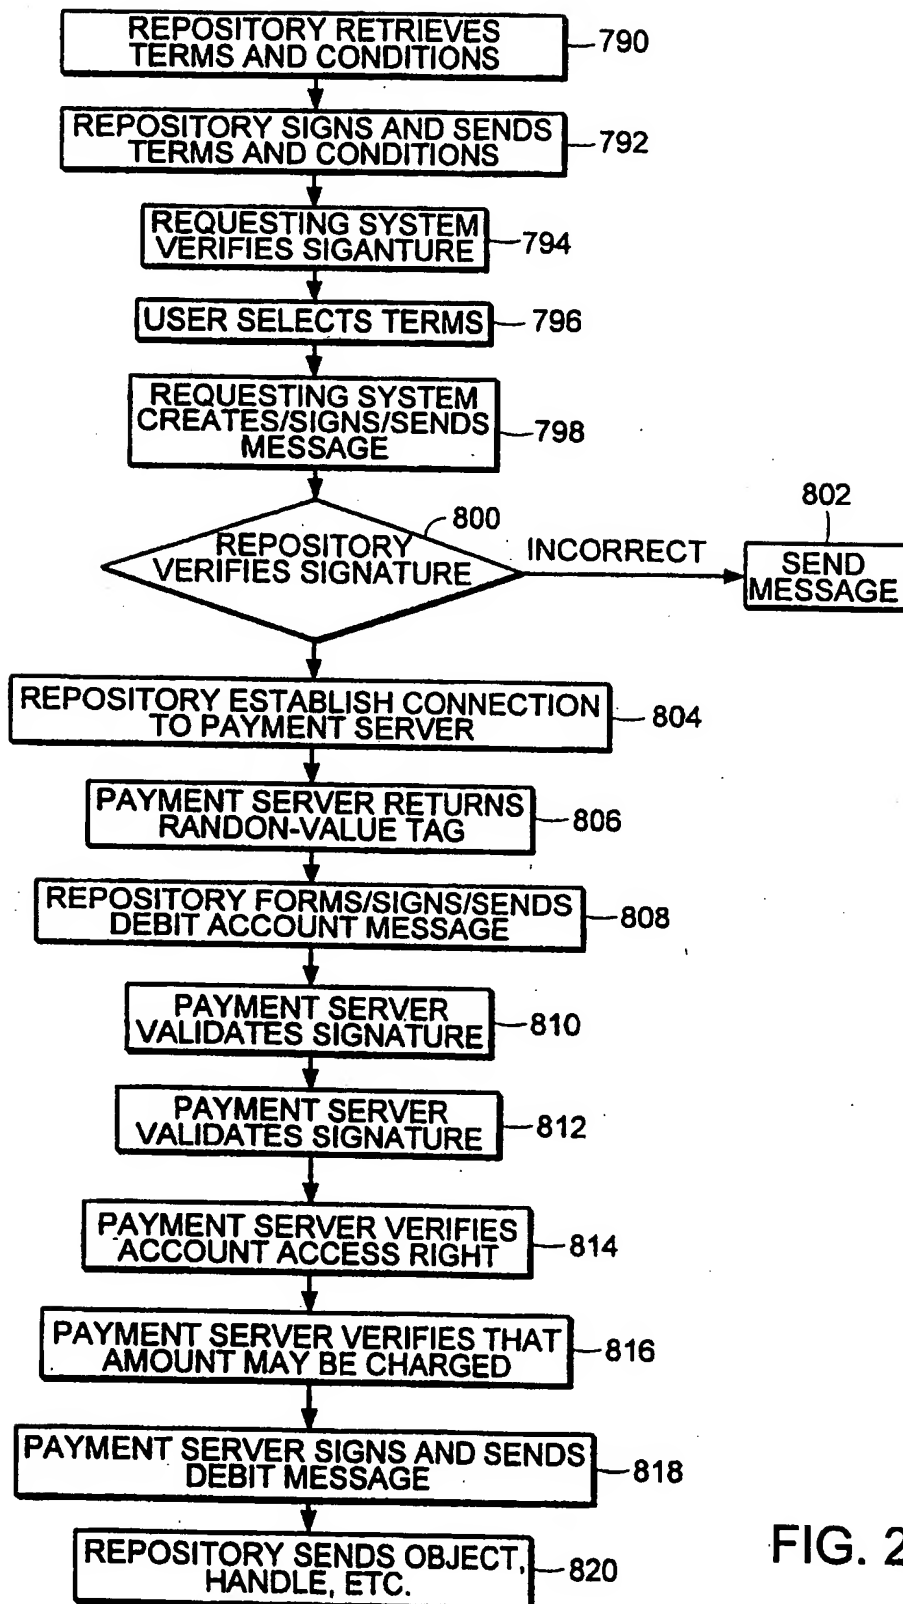 REPOSITORY RETRIEVES
TERMS AND CONDITIONS
790
REPOSITORY SIGNS AND SENDS
TERMS AND CONDITIONS
792
REQUESTING SYSTEM
VERIFIES SIGANTURE
794
USER SELECTS TERMS
796
REQUESTING SYSTEM
CREATES/SIGNS/SENDS
MESSAGE
798
800
REPOSITORY
VERIFIES SIGNATURE
INCORRECT
802
SEND
MESSAGE
REPOSITORY ESTABLISH CONNECTION
TO PAYMENT SERVER
804
PAYMENT SERVER RETURNS
RANDON-VALUE TAG
806
REPOSITORY FORMS/SIGNS/SENDS
DEBIT ACCOUNT MESSAGE
808
PAYMENT SERVER
VALIDATES SIGNATURE
810
PAYMENT SERVER
VALIDATES SIGNATURE
812
PAYMENT SERVER VERIFIES
ACCOUNT ACCESS RIGHT
814
PAYMENT SERVER VERIFIES THAT
AMOUNT MAY BE CHARGED
816
PAYMENT SERVER SIGNS AND SENDS
DEBIT MESSAGE
818
REPOSITORY SENDS OBJECT,
HANDLE, ETC.
820
FIG. 2